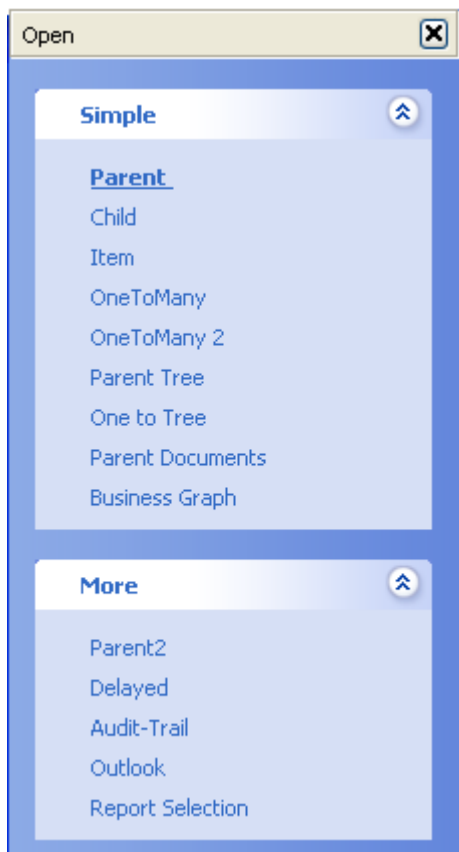 Open
Simple
Parent
Child
Item
OneToMany
OneToMany 2
Parent Tree
One to Tree
Parent Documents
Business Graph
More
Parent2
Delayed
Audit-Trail
Outlook
Report Selection